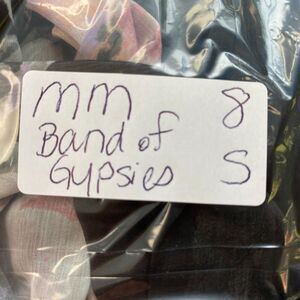 mm 8
Band of
Gypsies S